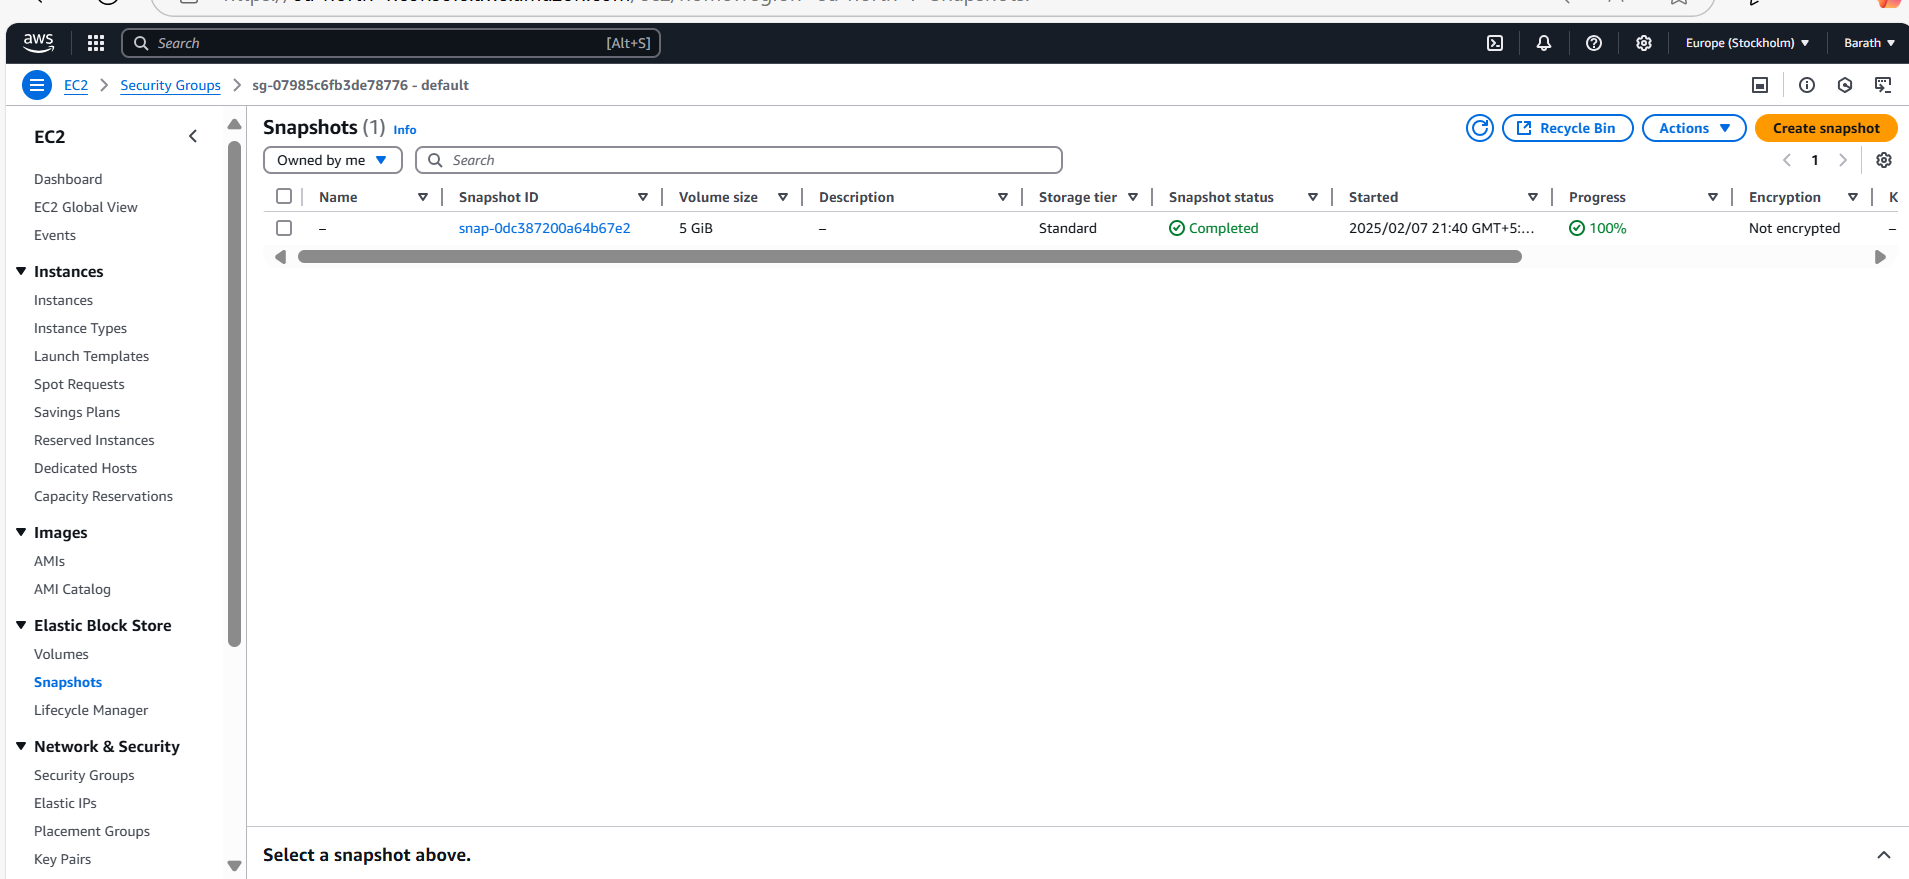 aws
Search [Alt+S]
Europe (Stockholm)
Barath
EC2
Security Groups
sg-07985c6fb3de78776 - default
EC2
Dashboard
EC2 Global View
Events
Instances
Instances
Instance Types
Launch Templates
Spot Requests
Savings Plans
Reserved Instances
Dedicated Hosts
Capacity Reservations
Images
AMIs
AMI Catalog
Elastic Block Store
Volumes
Snapshots
Lifecycle Manager
Network & Security
Security Groups
Elastic IPs
Placement Groups
Key Pairs
Snapshots (1) Info
Recycle Bin
Actions
Create snapshot
Owned by me
Search
1
Name Snapshot ID Volume size Description Storage tier Snapshot status Started Progress Encryption K
– snap-0dc387200a64b67e2 5 GiB – Standard Completed 2025/02/07 21:40 GMT+5:... 100% Not encrypted –
Select a snapshot above.